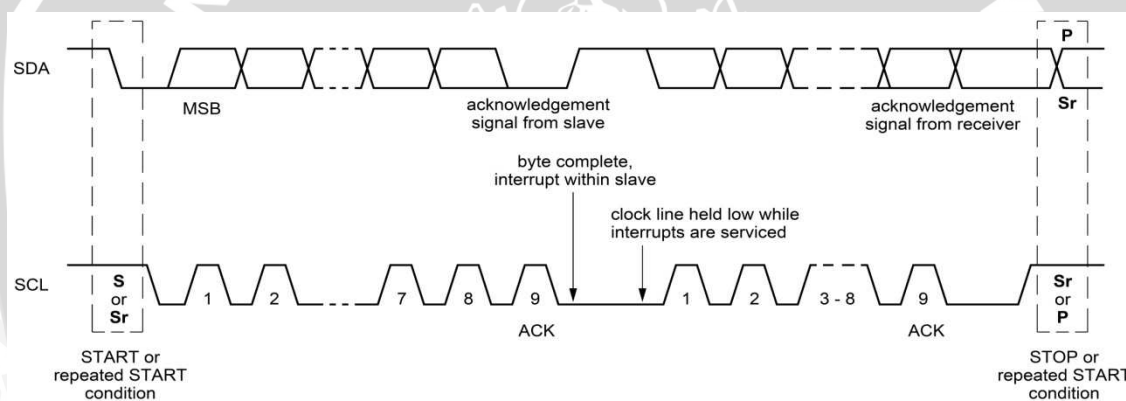 P
SDA
MSB
acknowledgement
signal from slave
acknowledgement
signal from receiver
Sr
byte complete,
interrupt within slave
clock line held low while
interrupts are serviced
SCL
S
or
Sr
1
2
7
8
9
1
2
3 - 8
9
Sr
or
P
ACK
ACK
START or
repeated START
condition
STOP or
repeated START
condition